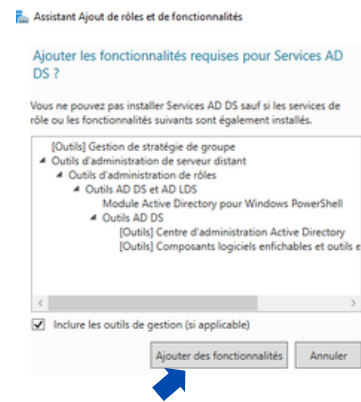 Assistant Ajout de rôles et de fonctionnalités
Ajouter les fonctionnalités requises pour Services AD
DS ?
Vous ne pouvez pas installer Services AD DS sauf si les services de
rôle ou les fonctionnalités suivants sont également installés.
[Outils] Gestion de stratégie de groupe
Outils d'administration de serveur distant
Outils d'administration de rôles
Outils AD DS et AD LDS
Module Active Directory pour Windows PowerShell
Outils AD DS
[Outils] Centre d'administration Active Directory
[Outils] Composants logiciels enfichables et outils e
Inclure les outils de gestion (si applicable)
Ajouter des fonctionnalités
Annuler